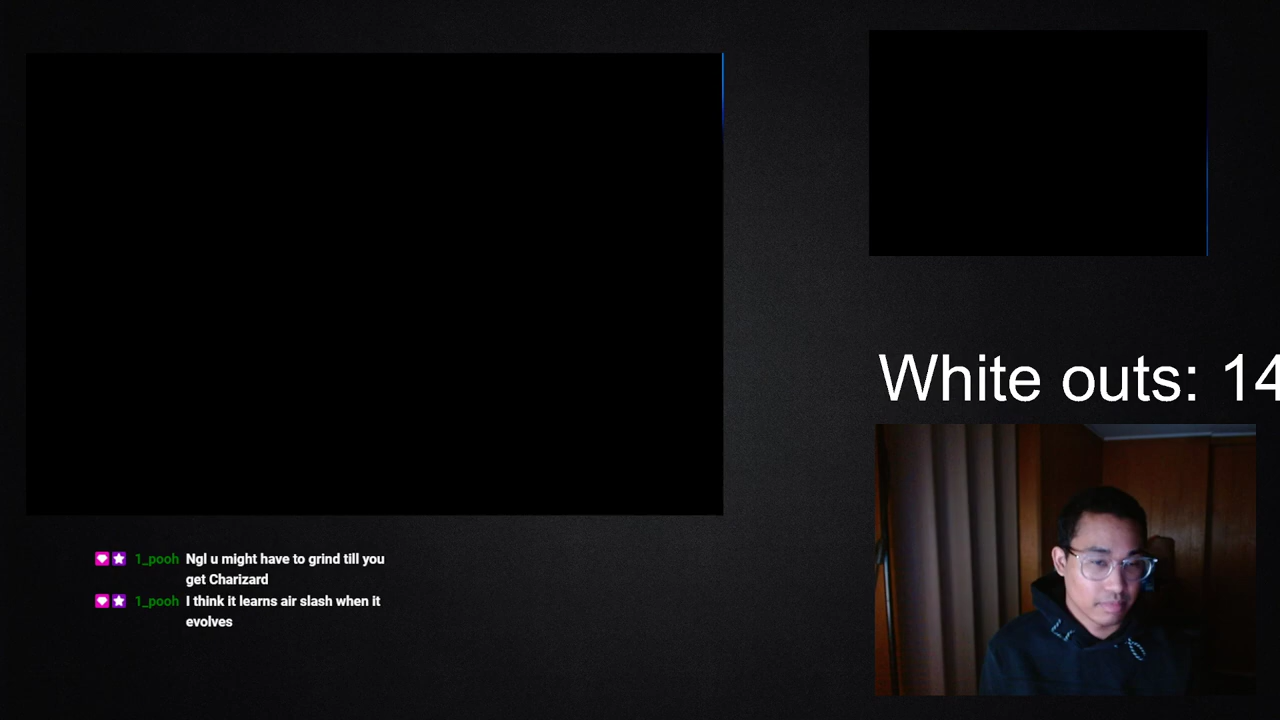 White outs: 14
1_pooh Ngl u might have to grind till you
get Charizard
1_pooh I think it learns air slash when it
evolves